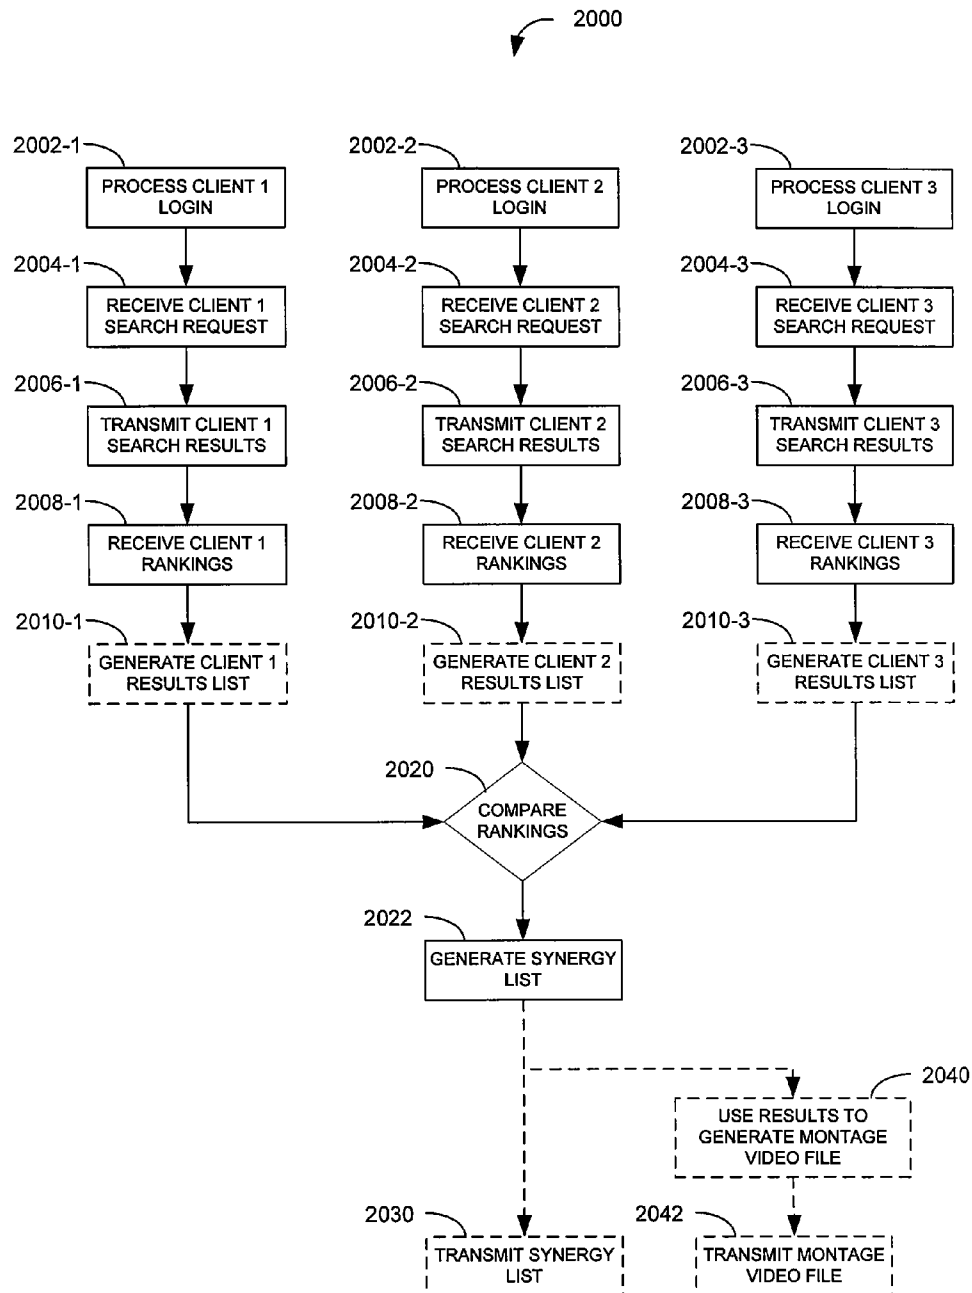 2000
2002-1
2002-2
2002-3
PROCESS CLIENT 1
LOGIN
PROCESS CLIENT 2
LOGIN
PROCESS CLIENT 3
LOGIN
2004-1
2004-2
2004-3
RECEIVE CLIENT 1
SEARCH REQUEST
RECEIVE CLIENT 2
SEARCH REQUEST
RECEIVE CLIENT 3
SEARCH REQUEST
2006-1
2006-2
2006-3
TRANSMIT CLIENT 1
SEARCH RESULTS
TRANSMIT CLIENT 2
SEARCH RESULTS
TRANSMIT CLIENT 3
SEARCH RESULTS
2008-1
2008-2
2008-3
RECEIVE CLIENT 1
RANKINGS
RECEIVE CLIENT 2
RANKINGS
RECEIVE CLIENT 3
RANKINGS
2010-1
2010-2
2010-3
GENERATE CLIENT 1
RESULTS LIST
GENERATE CLIENT 2
RESULTS LIST
GENERATE CLIENT 3
RESULTS LIST
2020
COMPARE
RANKINGS
2022
GENERATE SYNERGY
LIST
2040
USE RESULTS TO
GENERATE MONTAGE
VIDEO FILE
2030
2042
TRANSMIT SYNERGY
LIST
TRANSMIT MONTAGE
VIDEO FILE